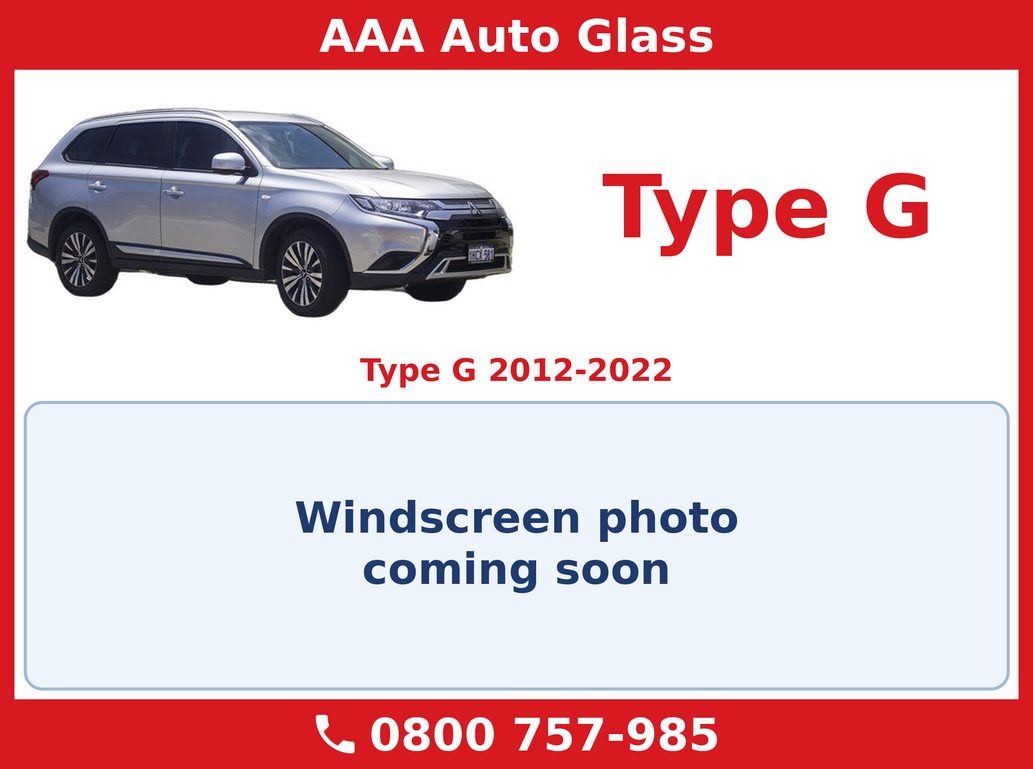 AAA Auto Glass
Type G
Type G 2012-2022
Windscreen photo
coming soon
0800 757-985